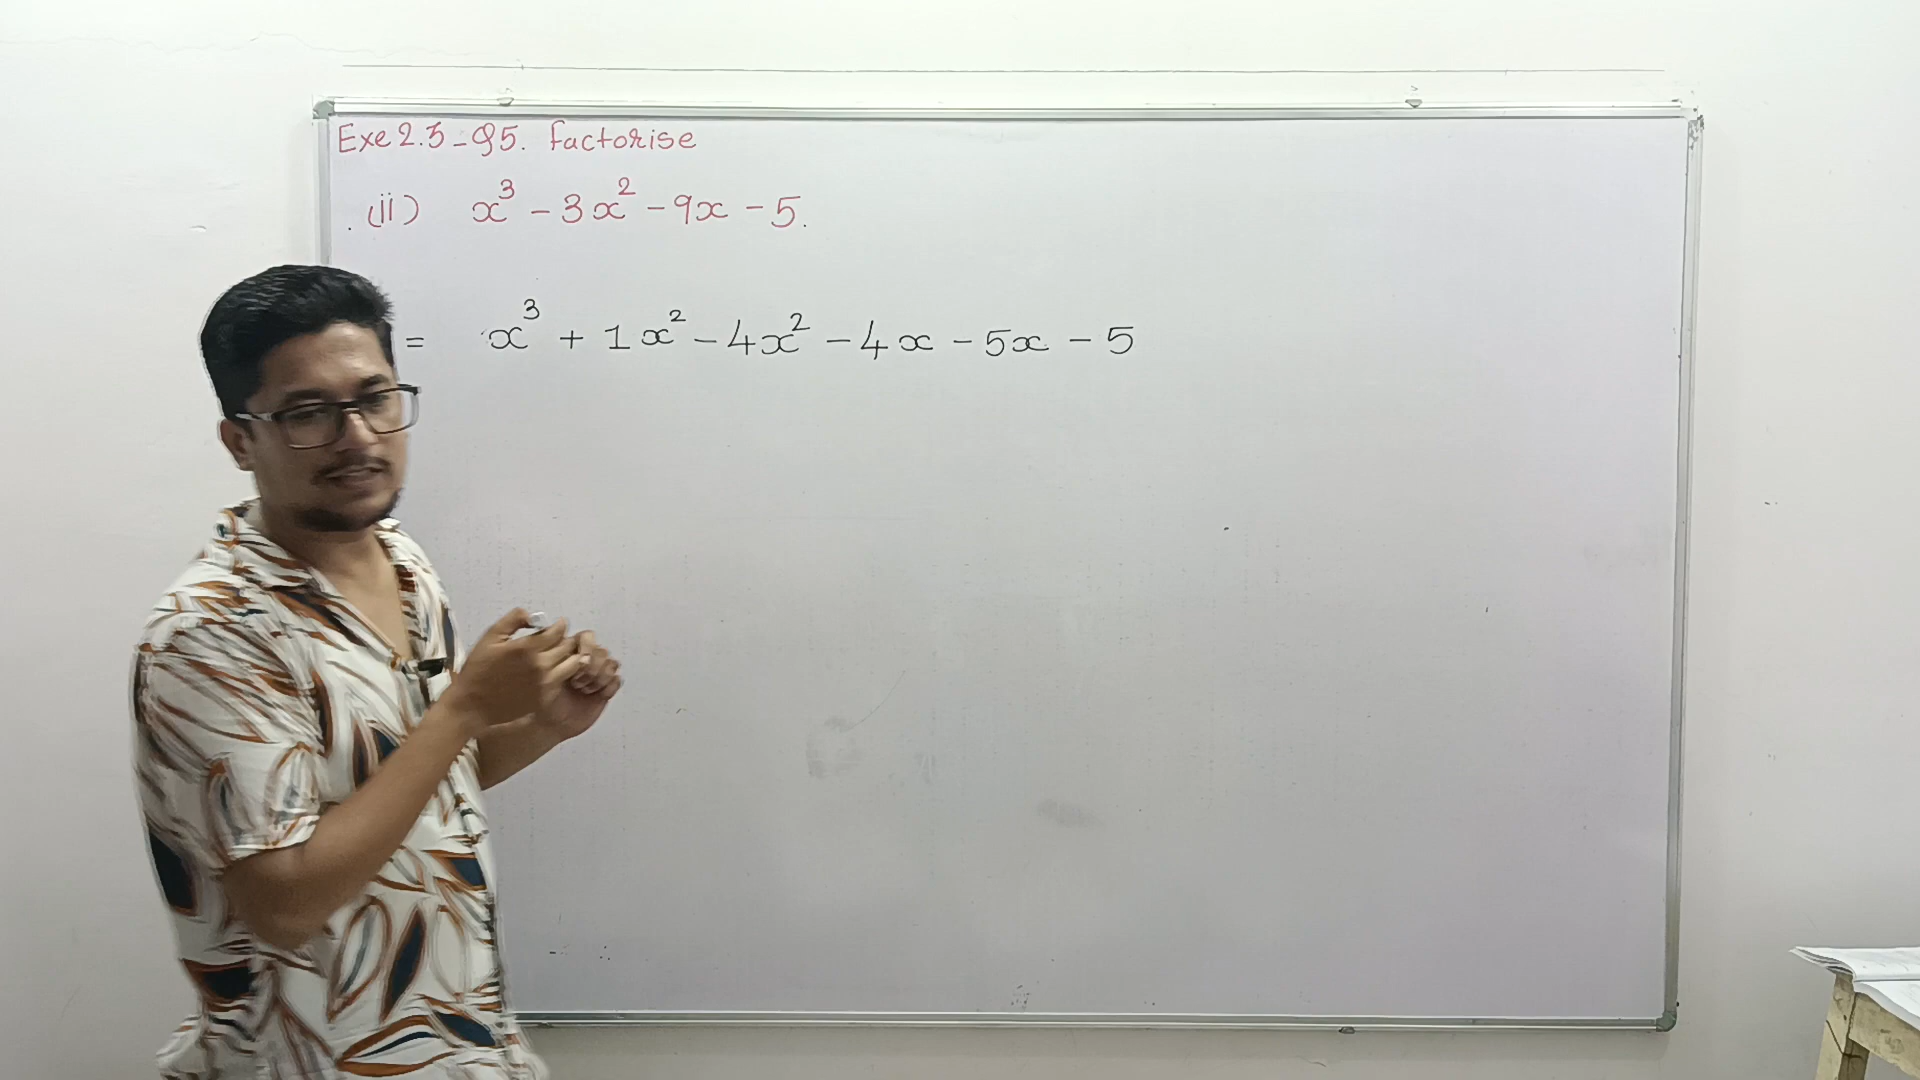 Exe 2.3 - Q5. factorise
(ii) x³ - 3x² - 9x - 5.
= x³ + 1x² - 4x² - 4x - 5x - 5